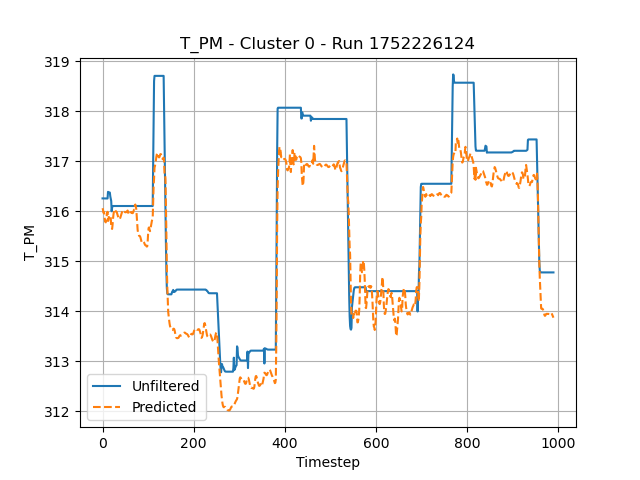 T_PM - Cluster 0 - Run 1752226124
319
318
317
316
315
314
313
312
T_PM
Unfiltered
Predicted
0
200
400
600
800
1000
Timestep